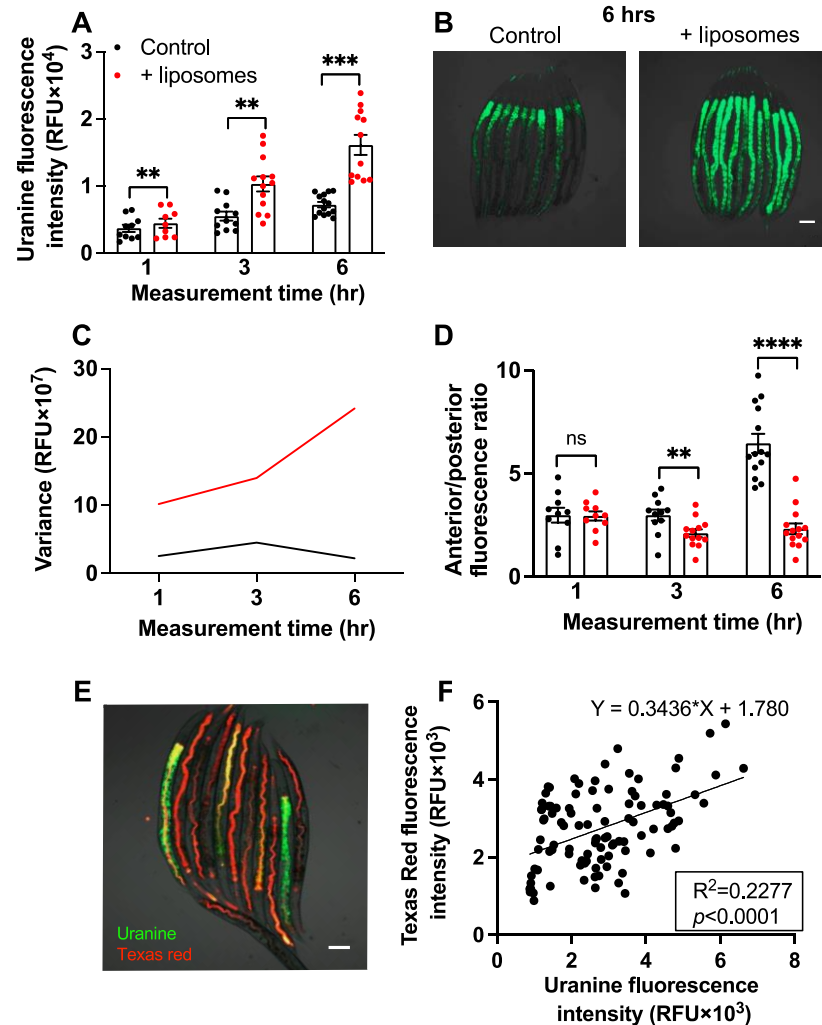 A
Uranine fluorescence
intensity (RFU×10⁴)
3
2
1
0
Control
+ liposomes
**
**
***
1 3 6
Measurement time (hr)
B
6 hrs
Control + liposomes
C
Variance (RFU×10⁷)
30
20
10
0
1 3 6
Measurement time (hr)
D
Anterior/posterior
fluorescence ratio
10
5
0
ns
**
****
1 3 6
Measurement time (hr)
E
Uranine
Texas red
F
Texas Red fluorescence
intensity (RFU×10³)
6
4
2
0
Y = 0.3436*X + 1.780
R²=0.2277
p<0.0001
0 2 4 6 8
Uranine fluorescence
intensity (RFU×10³)